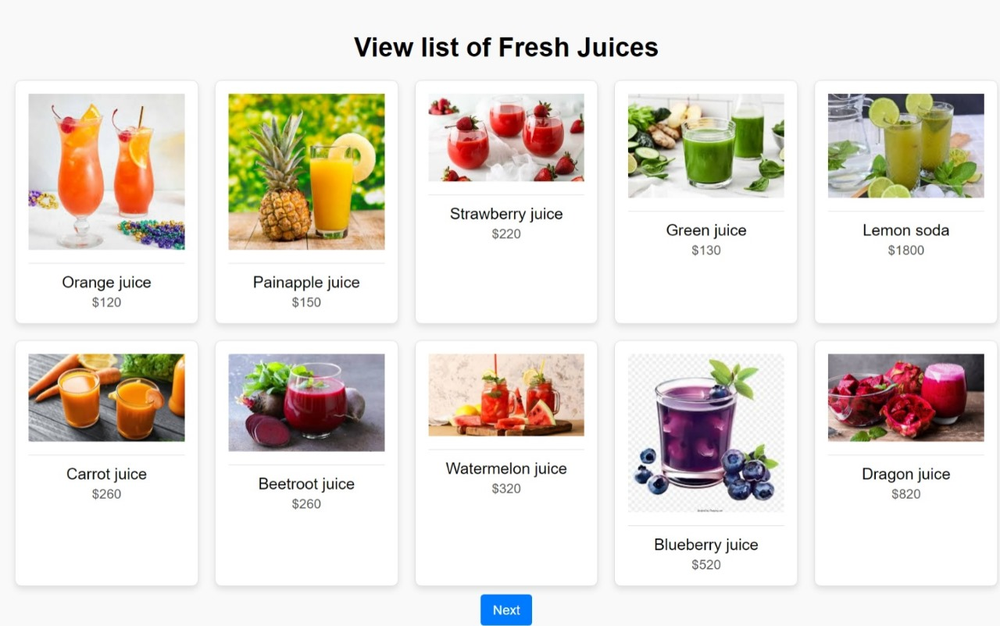 View list of Fresh Juices
Orange juice
$120
Painapple juice
$150
Strawberry juice
$220
Green juice
$130
Lemon soda
$1800
Carrot juice
$260
Beetroot juice
$260
Watermelon juice
$320
Blueberry juice
$520
Dragon juice
$820
Next